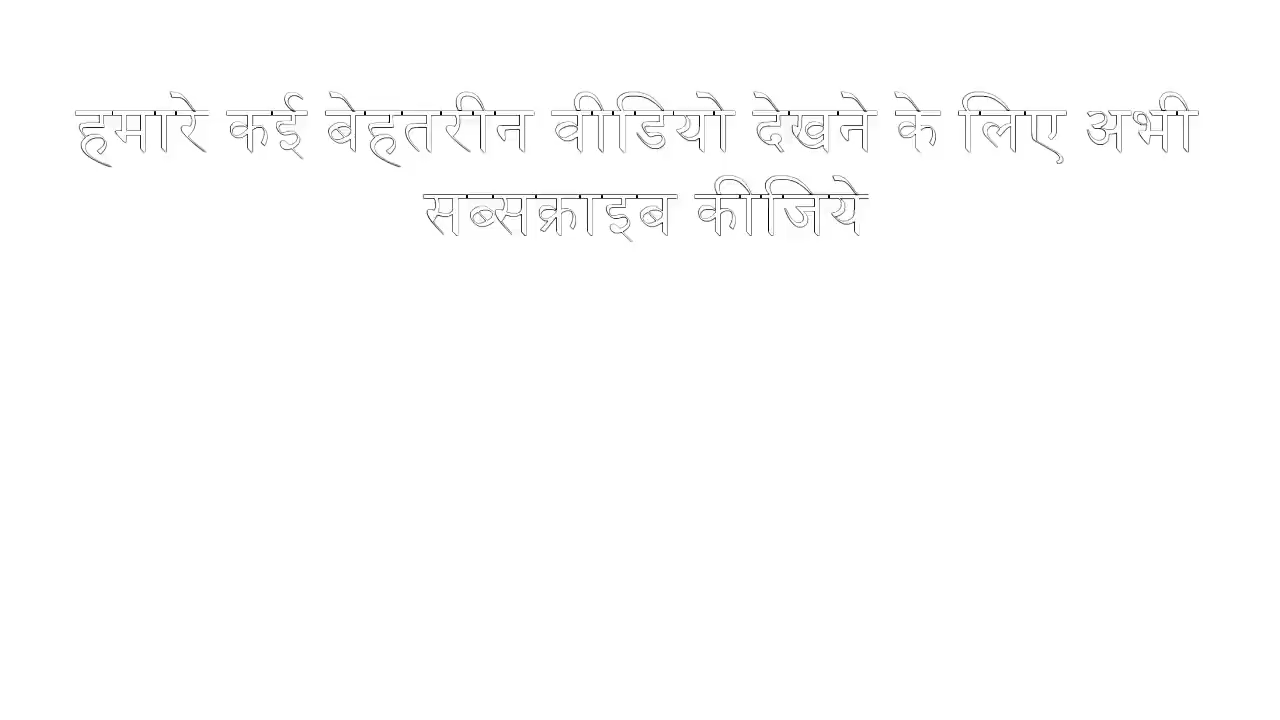 हमारे कई बेहतरीन वीडियो देखने के लिए अभी
सब्सक्राइब कीजिये